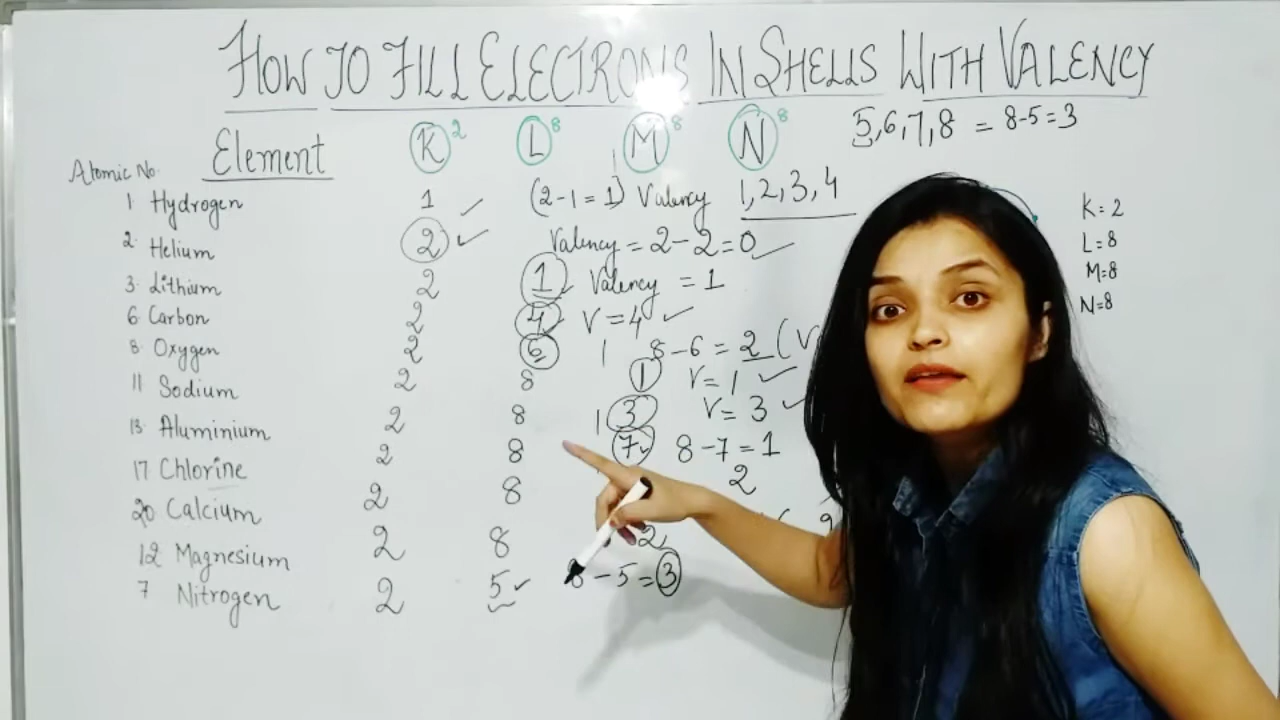 HOW TO FILL ELECTRONS IN SHELLS WITH VALENCY
Atomic No. Element K 2 L 8 M 8 N 8 5,6,7,8 = 8-5=3
1 Hydrogen 1 ✓ (2-1=1) Valency 1,2,3,4
2. Helium 2 ✓ Valency = 2-2=0
3. Lithium 2 1 Valency = 1
6 Carbon 2 4 V=4 ✓
8. Oxygen 2 6 8-6=2 (V
11 Sodium 2 8 1 V=1 ✓
13. Aluminium 2 8 3 V=3 ✓
17 Chlorine 2 8 7 8-7=1
20 Calcium 2 8 2
12 Magnesium 2 8 2
7 Nitrogen 2 5 ✓ 8-5=3
K=2
L=8
M=8
N=8